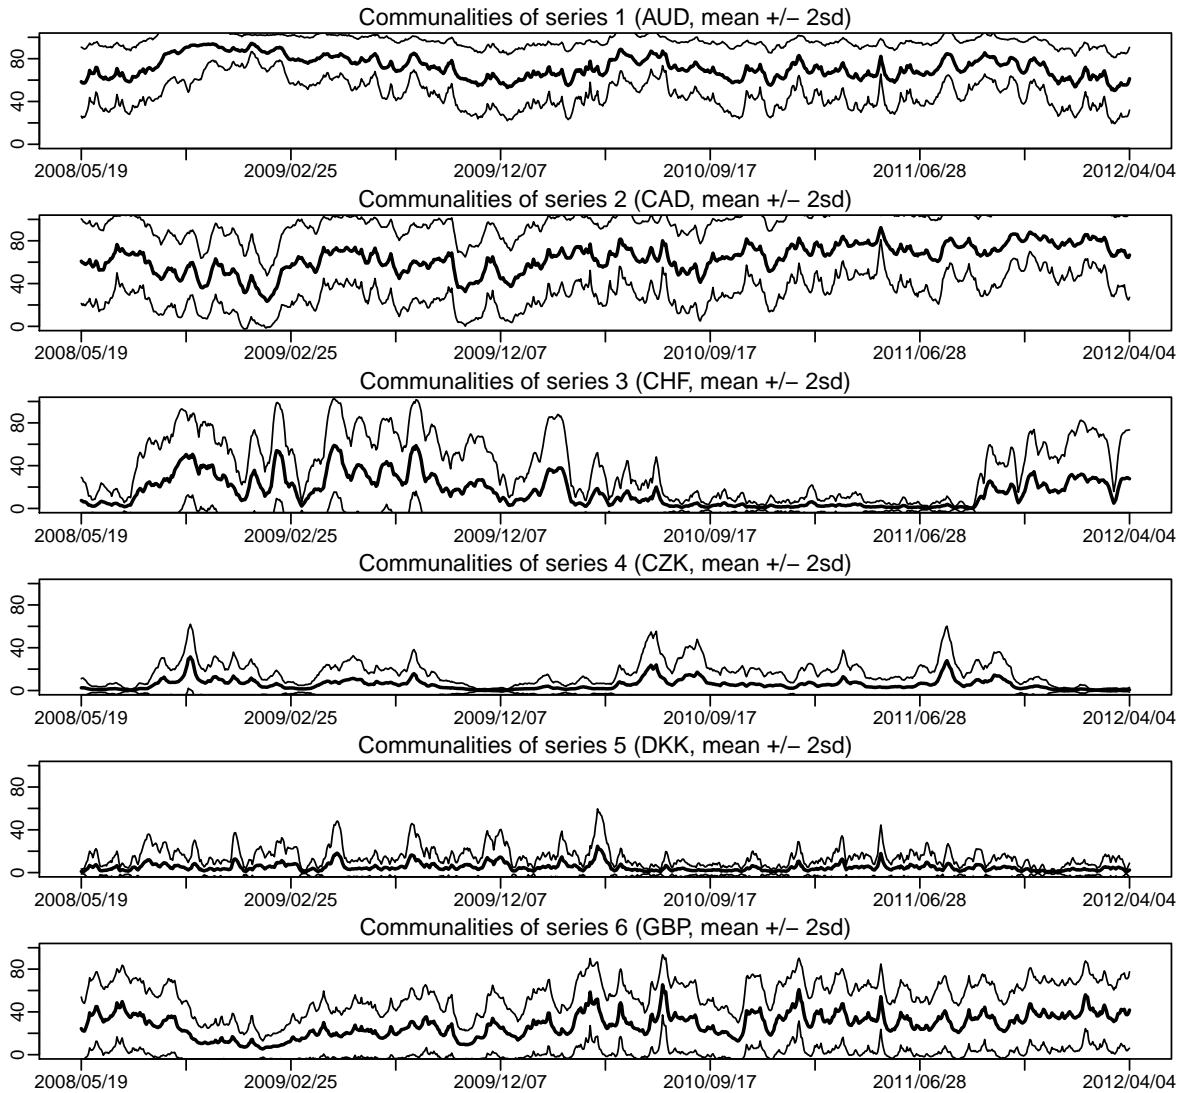 Communalities of series 1 (AUD, mean +/− 2sd)
0 40 80
2008/05/19 2009/02/25 2009/12/07 2010/09/17 2011/06/28 2012/04/04
Communalities of series 2 (CAD, mean +/− 2sd)
0 40 80
2008/05/19 2009/02/25 2009/12/07 2010/09/17 2011/06/28 2012/04/04
Communalities of series 3 (CHF, mean +/− 2sd)
0 40 80
2008/05/19 2009/02/25 2009/12/07 2010/09/17 2011/06/28 2012/04/04
Communalities of series 4 (CZK, mean +/− 2sd)
0 40 80
2008/05/19 2009/02/25 2009/12/07 2010/09/17 2011/06/28 2012/04/04
Communalities of series 5 (DKK, mean +/− 2sd)
0 40 80
2008/05/19 2009/02/25 2009/12/07 2010/09/17 2011/06/28 2012/04/04
Communalities of series 6 (GBP, mean +/− 2sd)
0 40 80
2008/05/19 2009/02/25 2009/12/07 2010/09/17 2011/06/28 2012/04/04